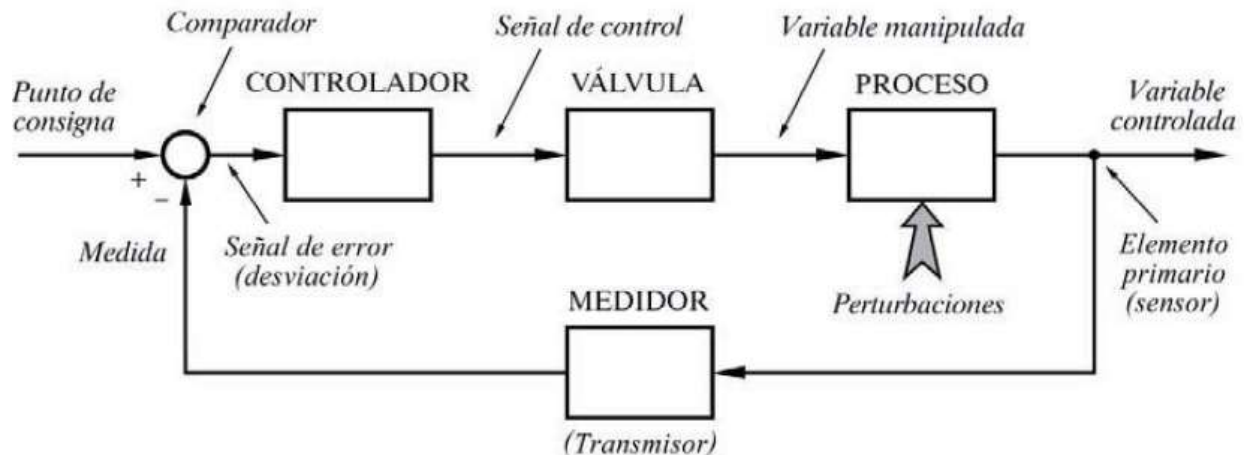 Comparador
Señal de control
Variable manipulada
Punto de
consigna
CONTROLADOR
VÁLVULA
PROCESO
Variable
controlada
+
−
Medida
Señal de error
(desviación)
Perturbaciones
Elemento
primario
(sensor)
MEDIDOR
(Transmisor)